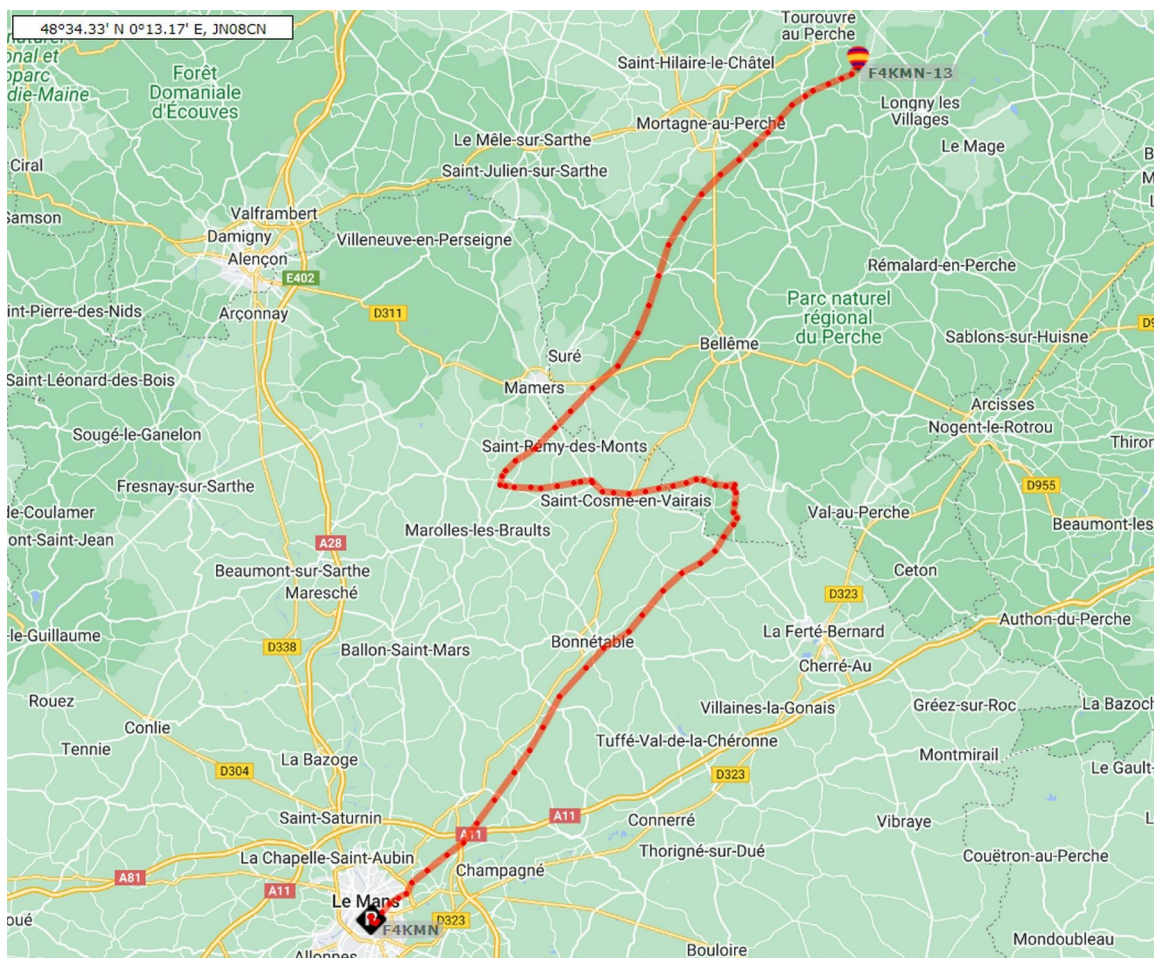 48°34.33' N 0°13.17' E, JN08CN
Tourouvre
au Perche
Saint-Hilaire-le-Châtel
F4KMN-13
Forêt
Domaniale
d'Écouves
die-Maine
Longny les
Villages
Mortagne-au-Perche
Le Mêle-sur-Sarthe
Le Mage
Ciral
Saint-Julien-sur-Sarthe
Valframbert
Samson
Damigny
Villeneuve-en-Perseigne
Alençon
Rémalard-en-Perche
E402
Arçonnay
D311
Parc naturel
régional
du Perche
Sablons-sur-Huisne
Bellême
Suré
Mamers
Saint-Léonard-des-Bois
Arcisses
Nogent-le-Rotrou
Sougé-le-Ganelon
Saint-Rémy-des-Monts
Fresnay-sur-Sarthe
D955
Saint-Cosme-en-Vairais
Val-au-Perche
Marolles-les-Braults
A28
Beaumont-sur-Sarthe
Ceton
Maresché
D323
Authon-du-Perche
La Ferté-Bernard
D338
Bonnétable
Ballon-Saint-Mars
Cherré-Au
Rouez
Villaines-la-Gonais
Gréez-sur-Roc
Conlie
Tennie
Tuffé-Val-de-la-Chéronne
Montmirail
La Bazoge
D304
D323
Saint-Saturnin
A11
Connerré
Vibraye
A11
La Chapelle-Saint-Aubin
Thorigné-sur-Dué
Couëtron-au-Perche
Champagné
A81
A11
Le Mans
D323
F4KMN
Mondoubleau
Bouloire
Allonnes